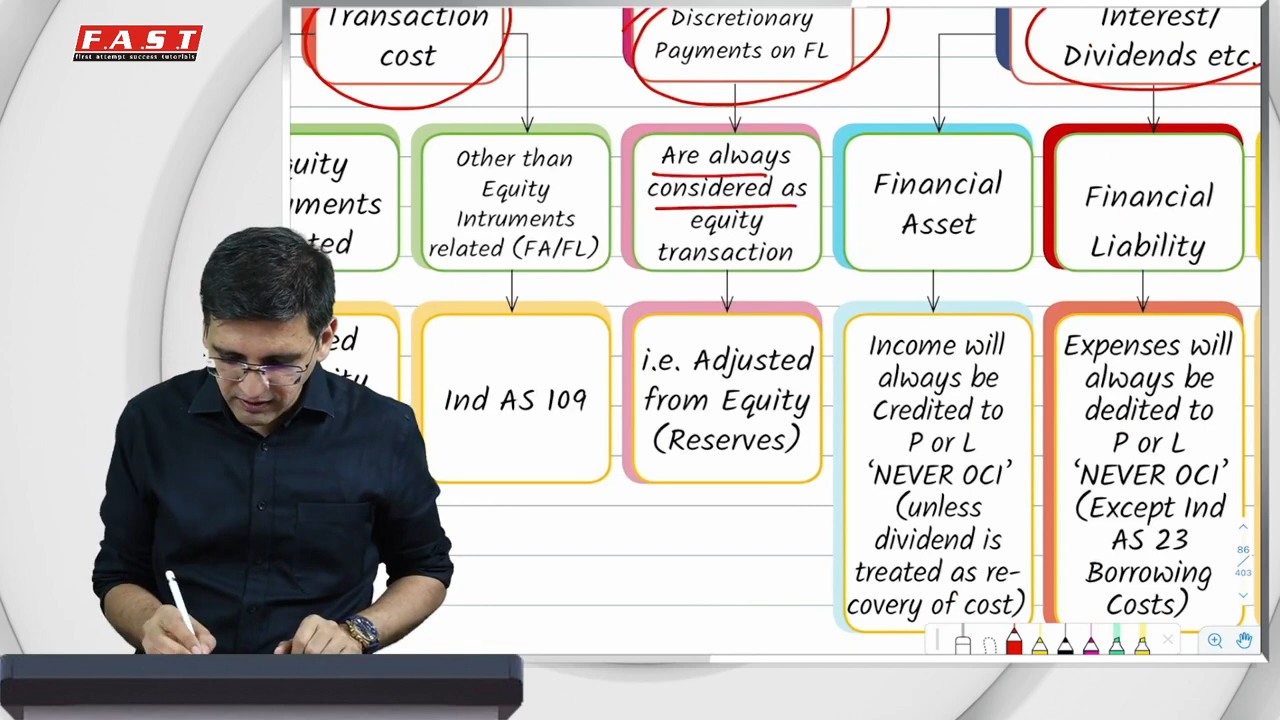 F.A.S.T
first attempt success tutorials
Transaction
cost
Discretionary
Payments on FL
Interest/
Dividends etc.
quity
uments
ted
Other than
Equity
Intruments
related (FA/FL)
Are always
considered as
equity
transaction
Financial
Asset
Financial
Liability
ed
ity
Ind AS 109
i.e. Adjusted
from Equity
(Reserves)
Income will
always be
Credited to
P or L
‘NEVER OCI’
(unless
dividend is
treated as re-
covery of cost)
Expenses will
always be
dedited to
P or L
‘NEVER OCI’
(Except Ind
AS 23
Borrowing
Costs)
86
403